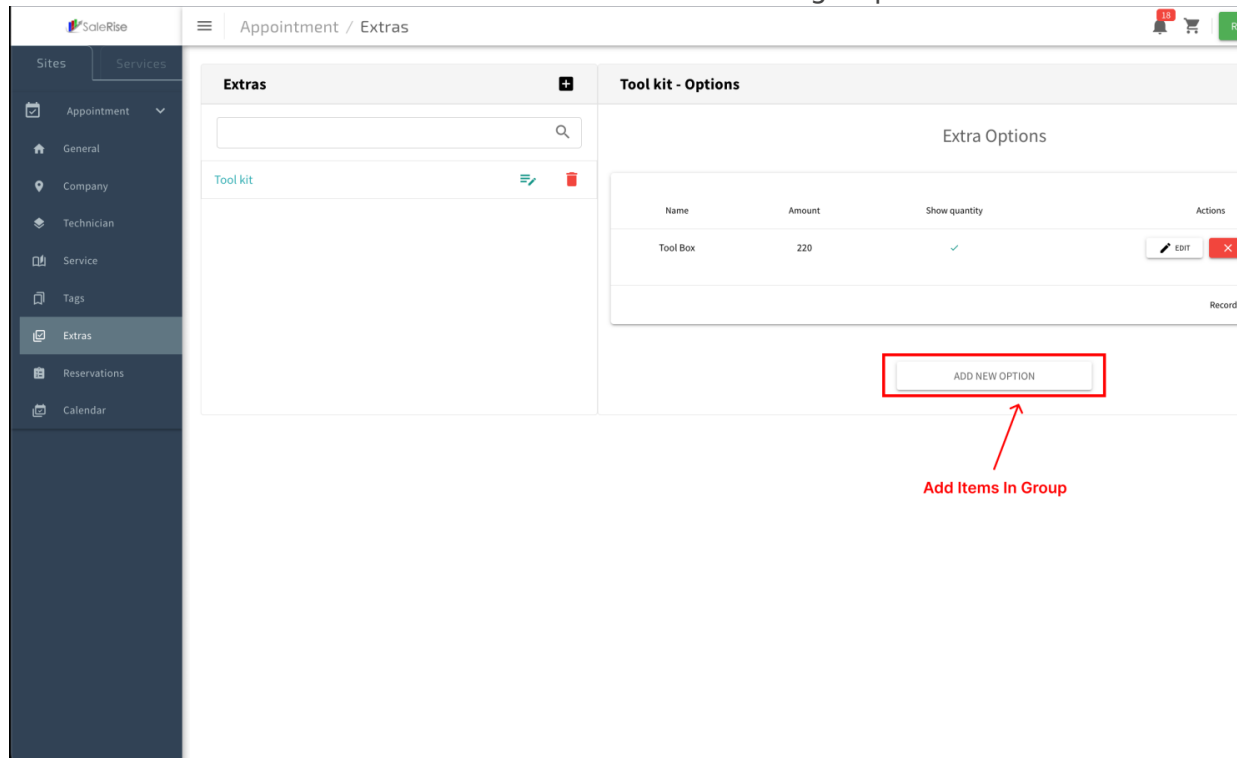 SaleRise
Appointment / Extras
18
R
Sites
Services
Appointment
General
Company
Technician
Service
Tags
Extras
Reservations
Calendar
Extras
Tool kit
Tool kit - Options
Extra Options
Name Amount Show quantity Actions
Tool Box 220 EDIT
Record
ADD NEW OPTION
Add Items In Group